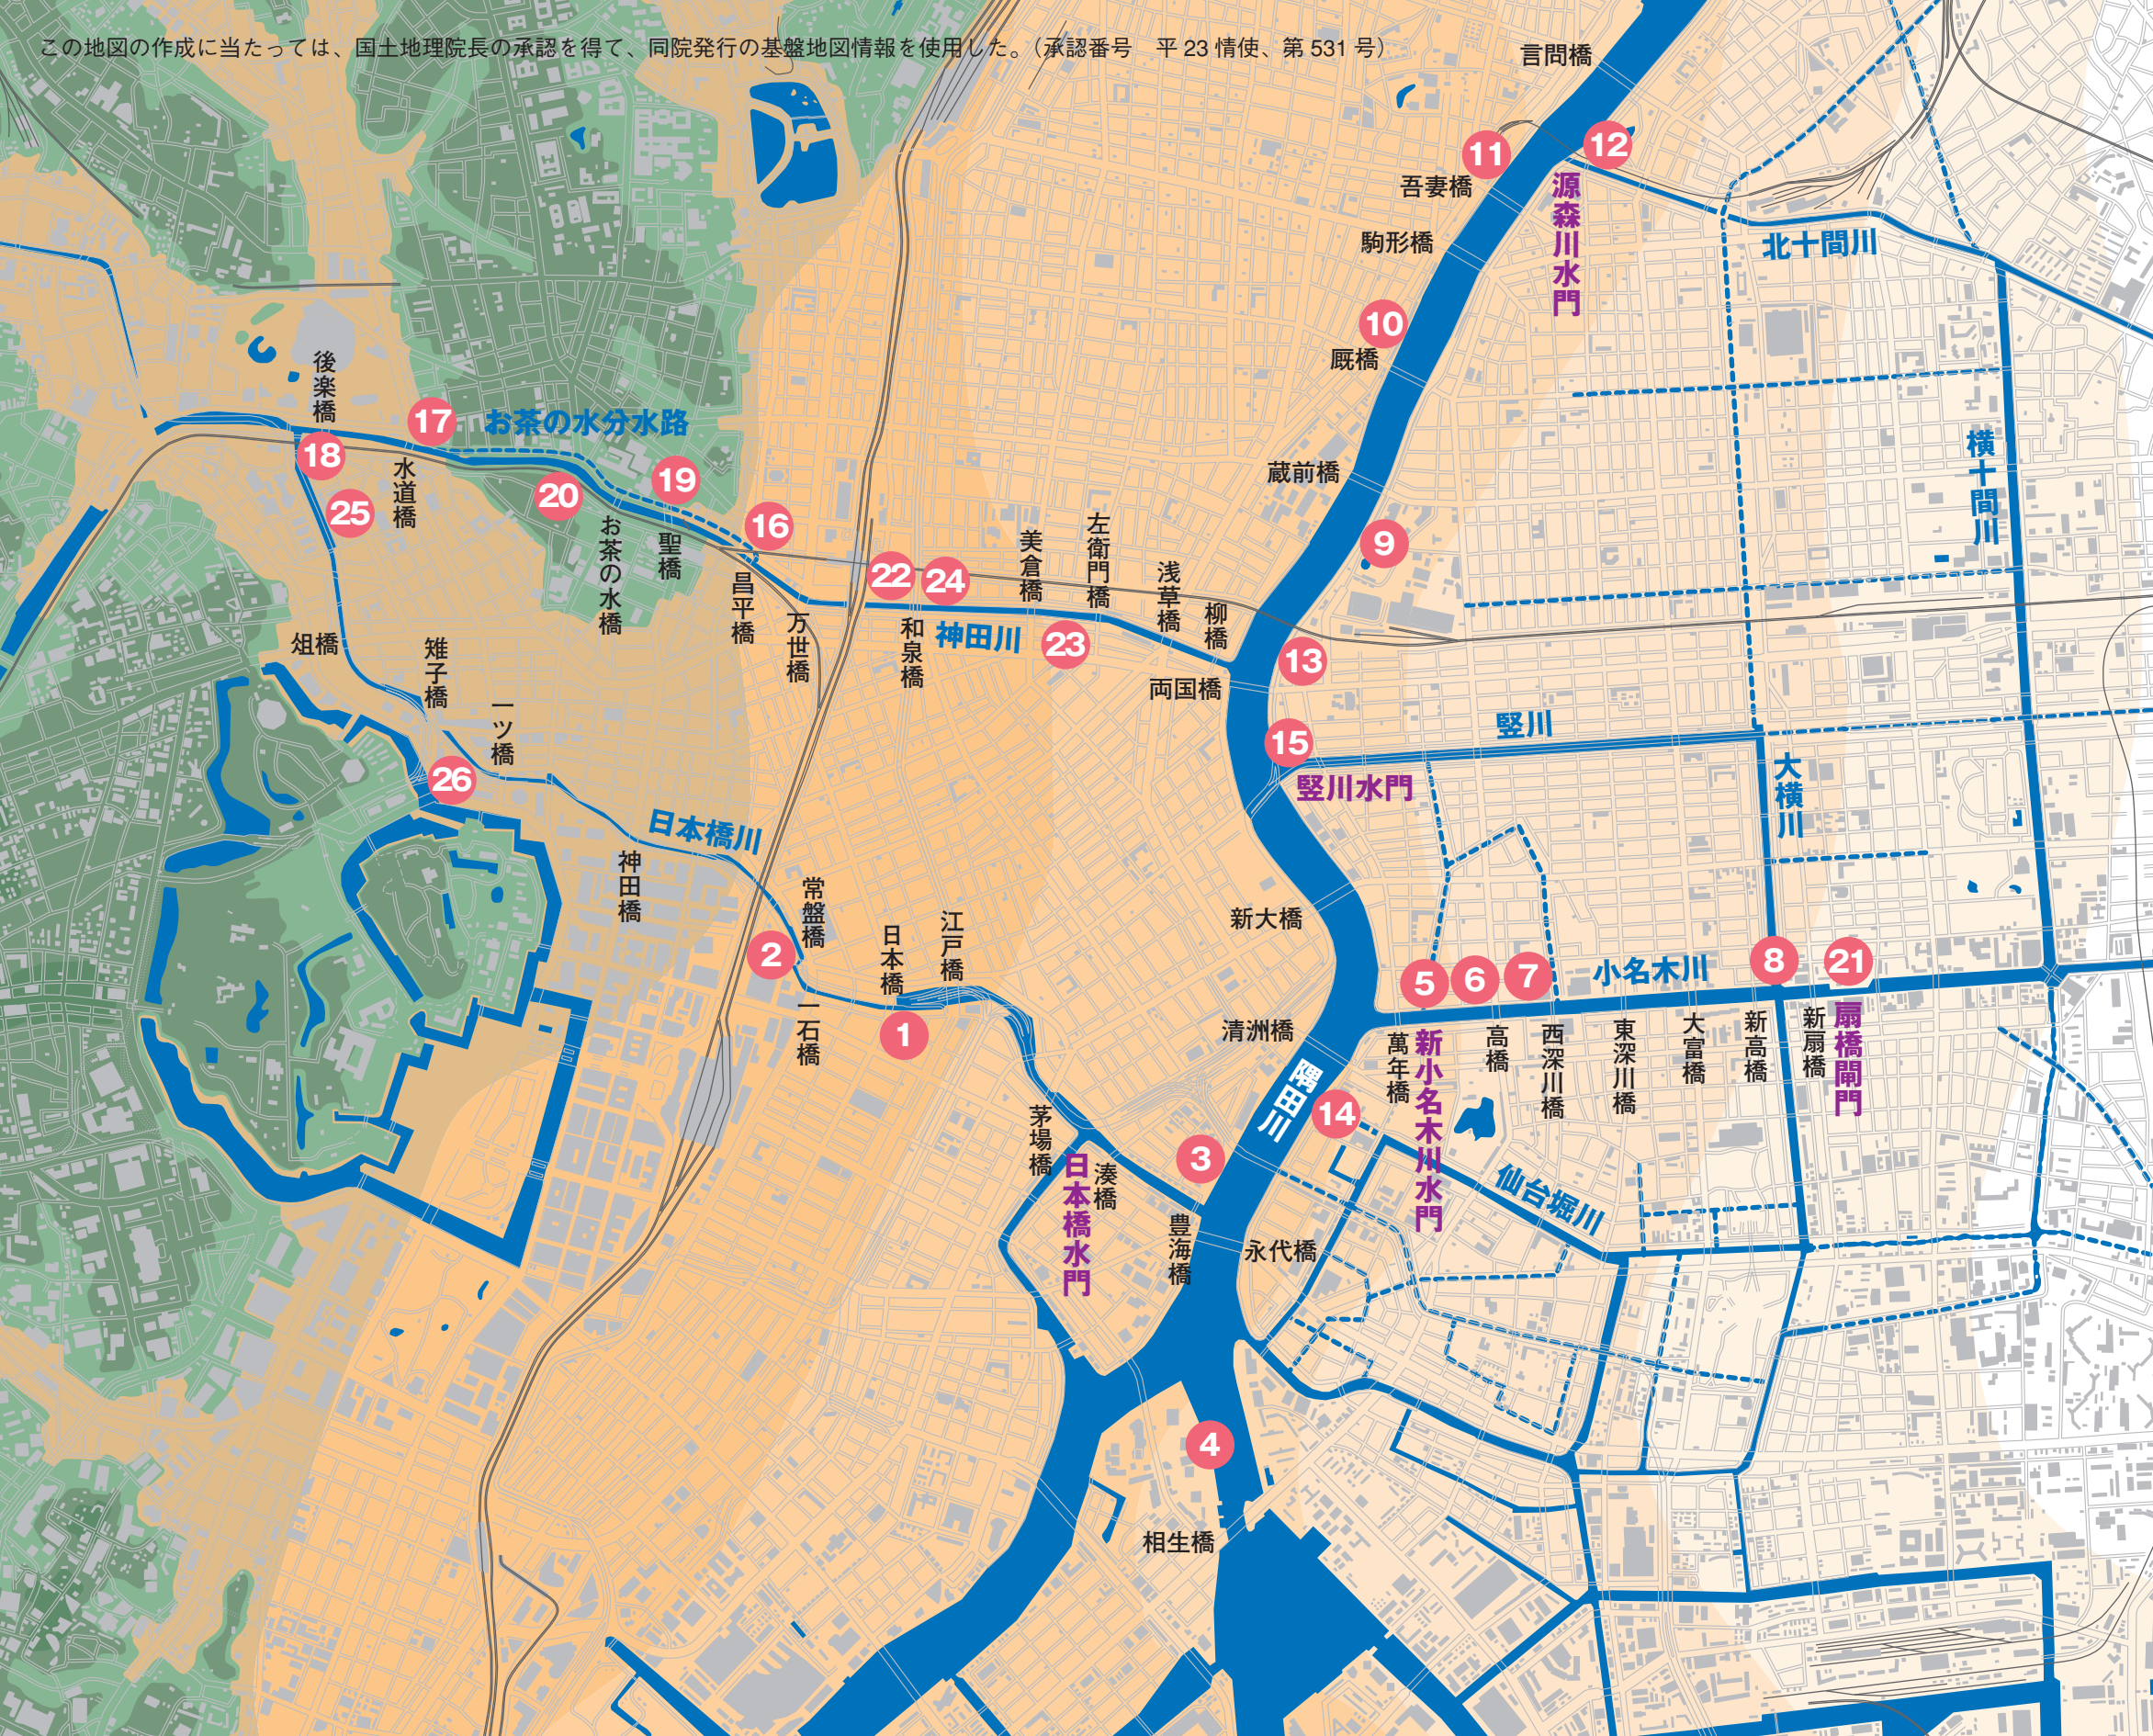 この地図の作成に当たっては、国土地理院長の承認を得て、同院発行の基盤地図情報を使用した。（承認番号　平 23 情使、第 531 号）
言問橋
11
12
吾妻橋
源森川水門
駒形橋
北十間川
10
厩橋
後楽橋
17
お茶の水分水路
18
水道橋
横十間川
蔵前橋
19
20
25
16
お茶の水橋
聖橋
9
左衛門橋
美倉橋
浅草橋
22
24
昌平橋
柳橋
万世橋
和泉橋
神田川
23
俎橋
雉子橋
13
両国橋
一ツ橋
竪川
15
26
竪川水門
大横川
日本橋川
神田橋
常盤橋
新大橋
江戸橋
日本橋
2
5
6
7
小名木川
8
21
一石橋
1
清洲橋
萬年橋
新小名木川水門
高橋
西深川橋
東深川橋
大富橋
新高橋
新扇橋
扇橋閘門
隅田川
14
茅場橋
3
日本橋水門
湊橋
仙台堀川
豊海橋
永代橋
4
相生橋